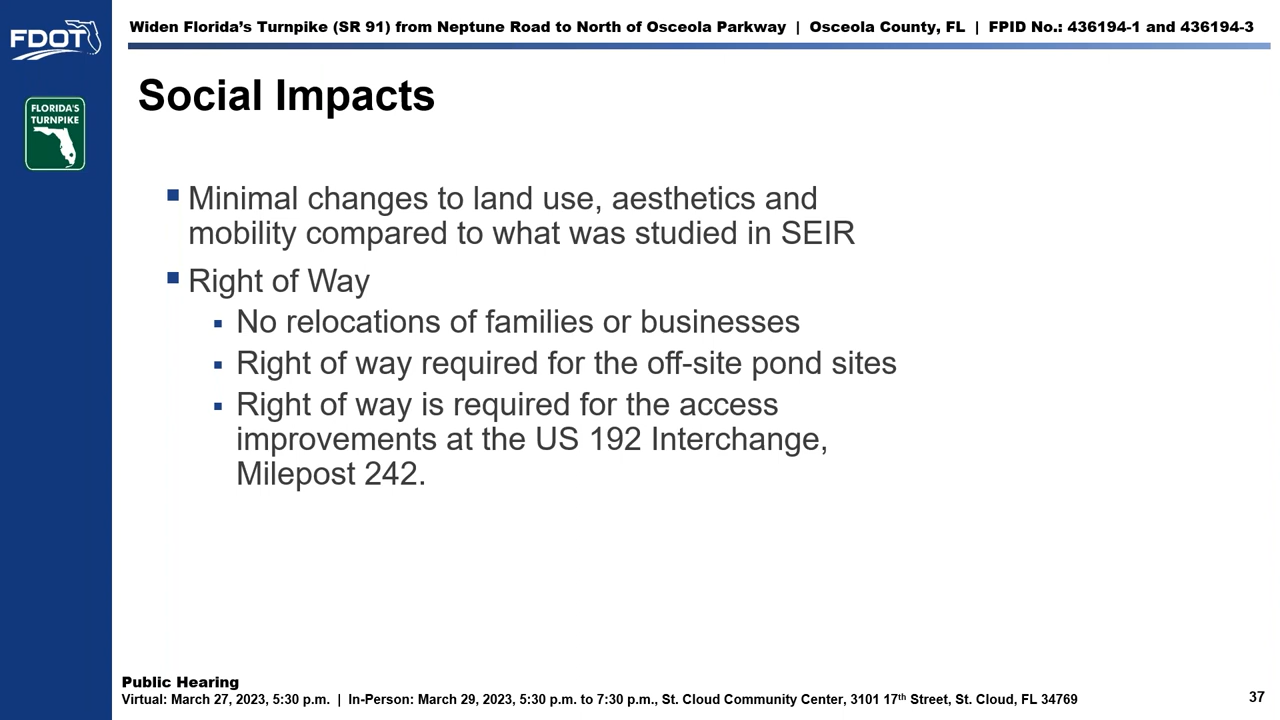 FDOT
Widen Florida’s Turnpike (SR 91) from Neptune Road to North of Osceola Parkway | Osceola County, FL | FPID No.: 436194-1 and 436194-3
FLORIDA'S
TURNPIKE
Social Impacts
Minimal changes to land use, aesthetics and
mobility compared to what was studied in SEIR
Right of Way
No relocations of families or businesses
Right of way required for the off-site pond sites
Right of way is required for the access
improvements at the US 192 Interchange,
Milepost 242.
Public Hearing
Virtual: March 27, 2023, 5:30 p.m. | In-Person: March 29, 2023, 5:30 p.m. to 7:30 p.m., St. Cloud Community Center, 3101 17th Street, St. Cloud, FL 34769
37